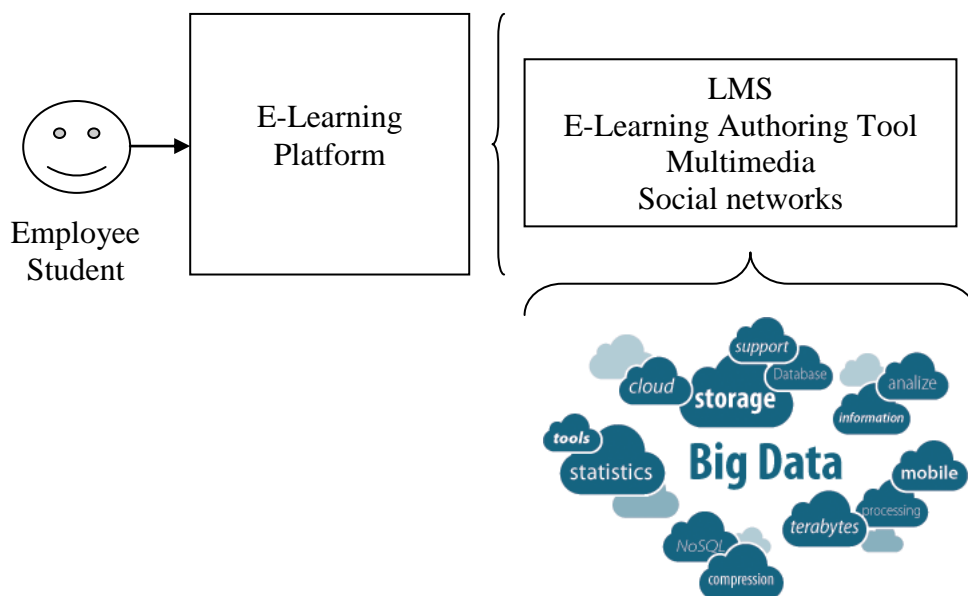 E-Learning
Platform
Employee
Student
LMS
E-Learning Authoring Tool
Multimedia
Social networks
support
Database
cloud
storage
analize
information
tools
statistics
Big Data
mobile
processing
terabytes
NoSQL
compression